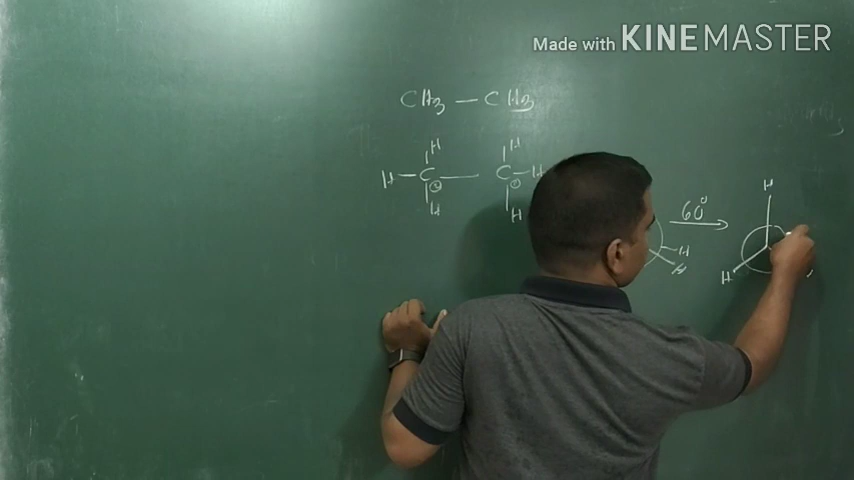 Made with KINEMASTER
CH3 — CH3
H H
H — C — C — H
H H
60°
H
H
H
H